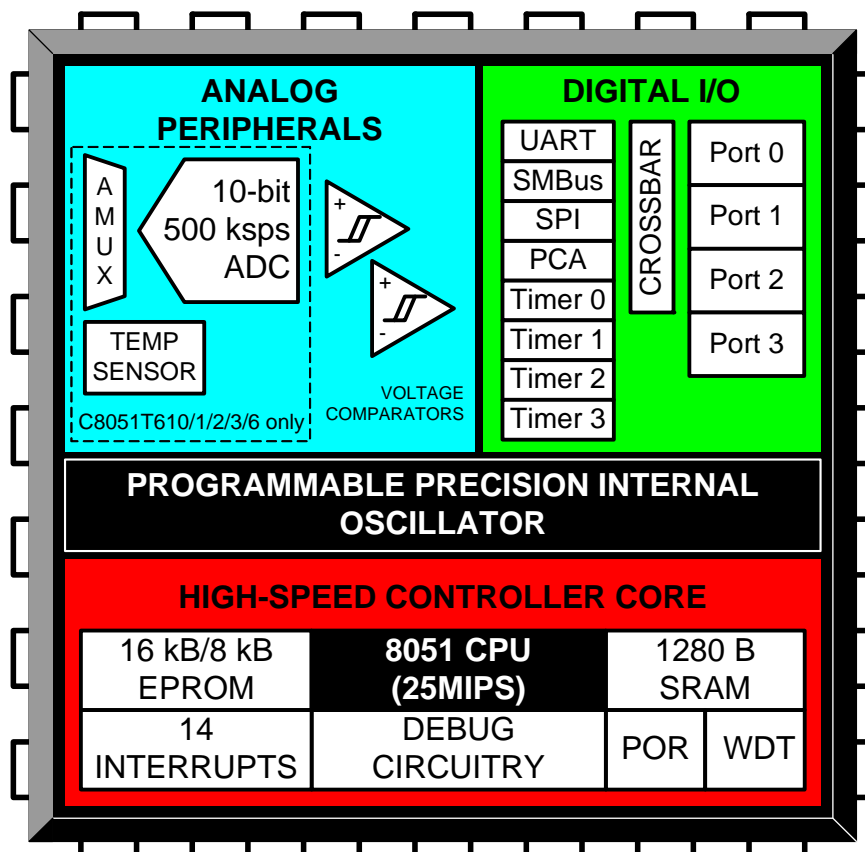 ANALOG
PERIPHERALS
A
M
U
X
10-bit
500 ksps
ADC
+
-
+
-
TEMP
SENSOR
VOLTAGE
COMPARATORS
C8051T610/1/2/3/6 only
DIGITAL I/O
UART
SMBus
SPI
PCA
Timer 0
Timer 1
Timer 2
Timer 3
CROSSBAR
Port 0
Port 1
Port 2
Port 3
PROGRAMMABLE PRECISION INTERNAL
OSCILLATOR
HIGH-SPEED CONTROLLER CORE
16 kB/8 kB
EPROM
8051 CPU
(25MIPS)
1280 B
SRAM
14
INTERRUPTS
DEBUG
CIRCUITRY
POR
WDT